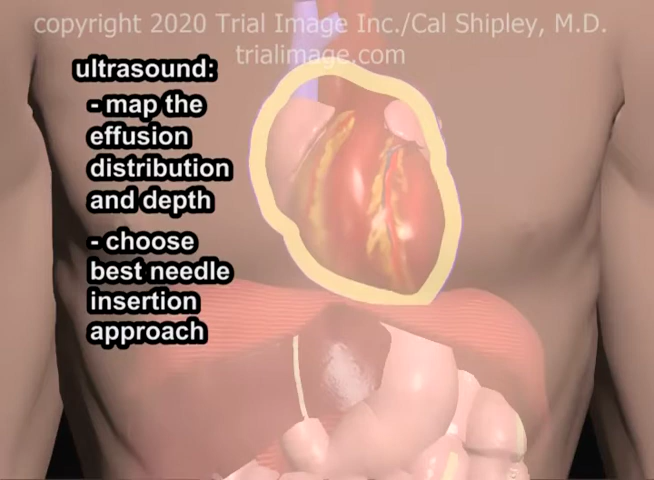 copyright 2020 Trial Image Inc./Cal Shipley, M.D.
trialimage.com
ultrasound:
- map the
effusion
distribution
and depth
- choose
best needle
insertion
approach